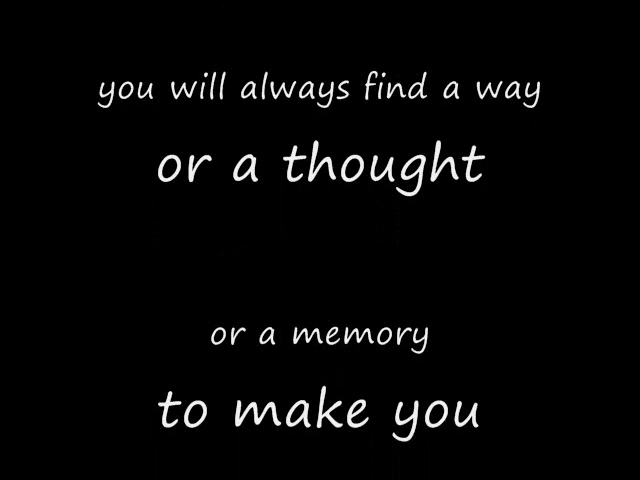 you will always find a way
or a thought
or a memory
to make you